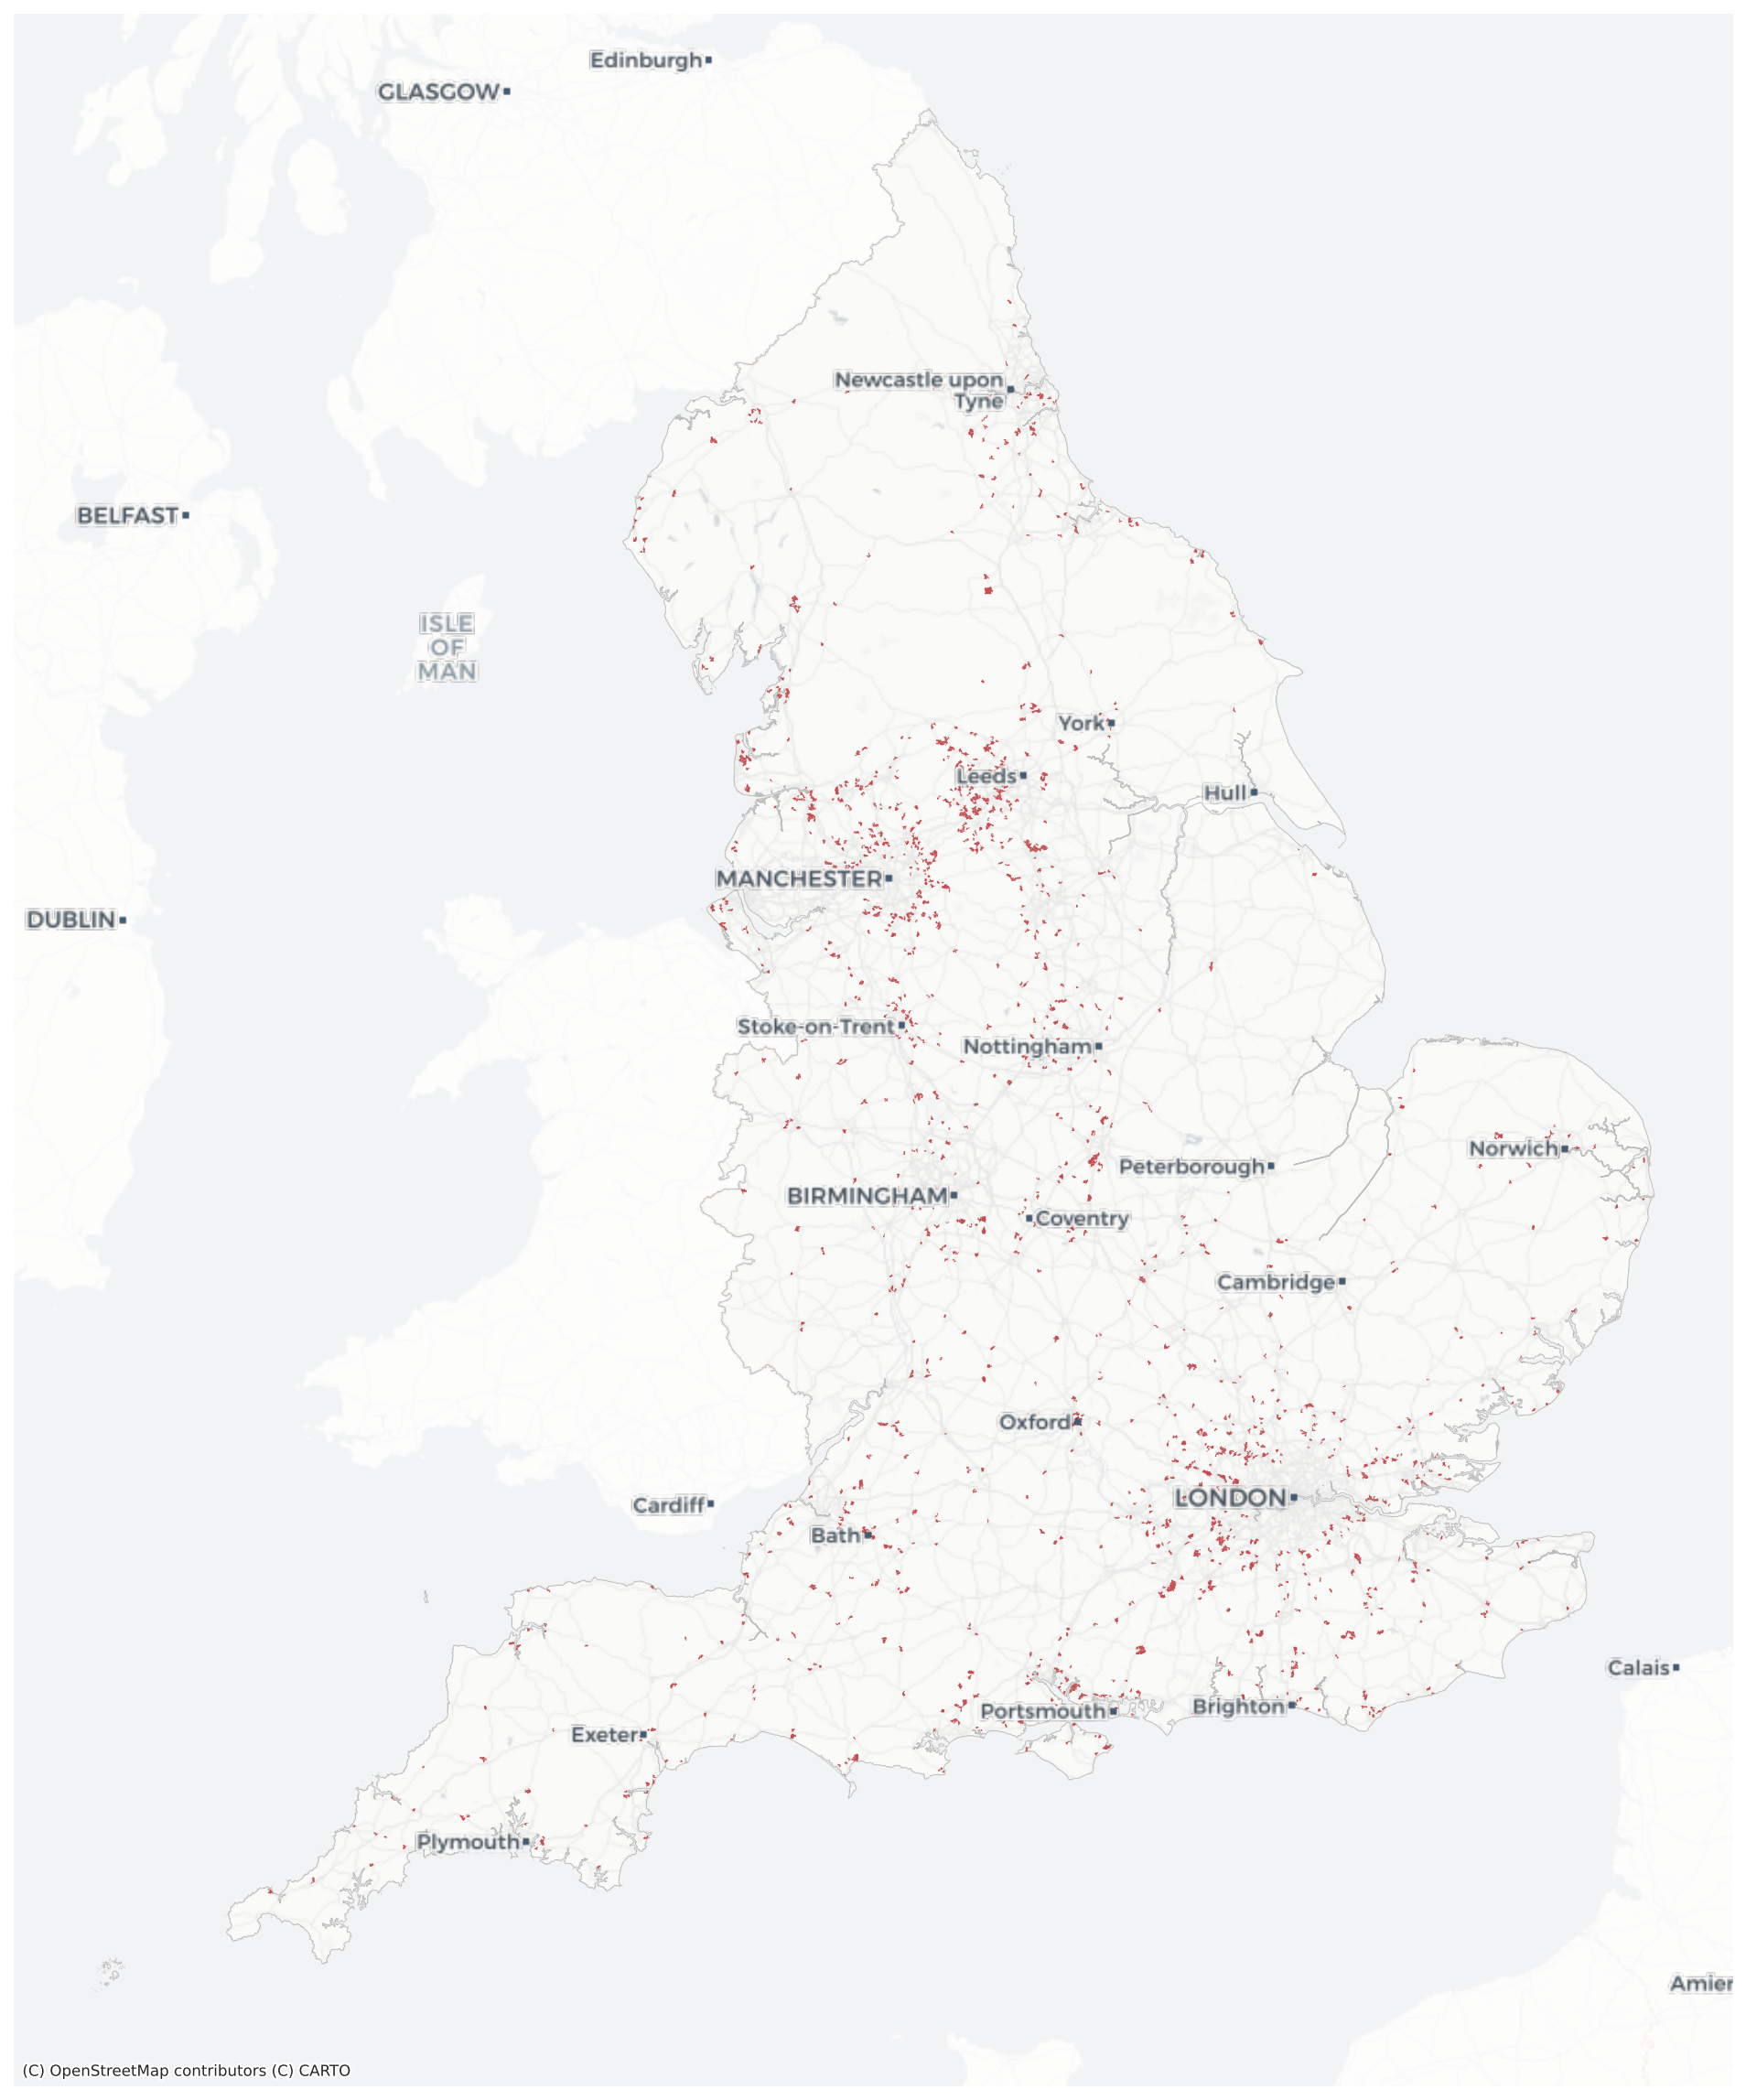 Edinburgh
GLASGOW
Newcastle upon
Tyne
BELFAST
ISLE
OF
MAN
York
Leeds
Hull
MANCHESTER
DUBLIN
Stoke-on-Trent
Nottingham
Norwich
Peterborough
BIRMINGHAM
Coventry
Cambridge
Oxford
LONDON
Cardiff
Bath
Calais
Brighton
Portsmouth
Exeter
Plymouth
Amier
(C) OpenStreetMap contributors (C) CARTO